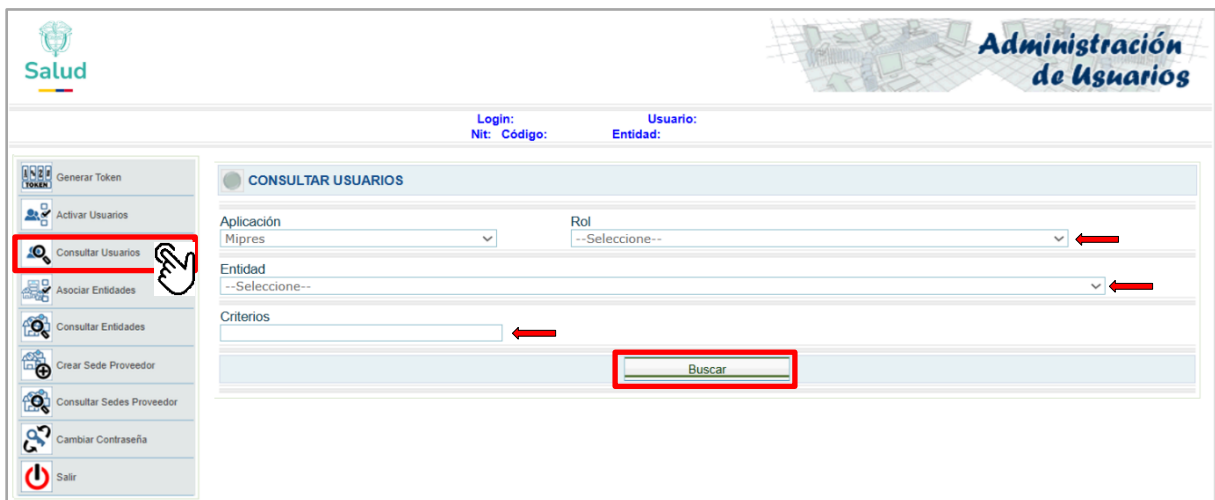 Salud
Administración
de Usuarios
Login: Usuario:
Nit: Código: Entidad:
TOKEN
Generar Token
Activar Usuarios
Consultar Usuarios
Asociar Entidades
Consultar Entidades
Crear Sede Proveedor
Consultar Sedes Proveedor
Cambiar Contraseña
Salir
CONSULTAR USUARIOS
Aplicación Rol
Mipres --Seleccione--
Entidad
--Seleccione--
Criterios
Buscar